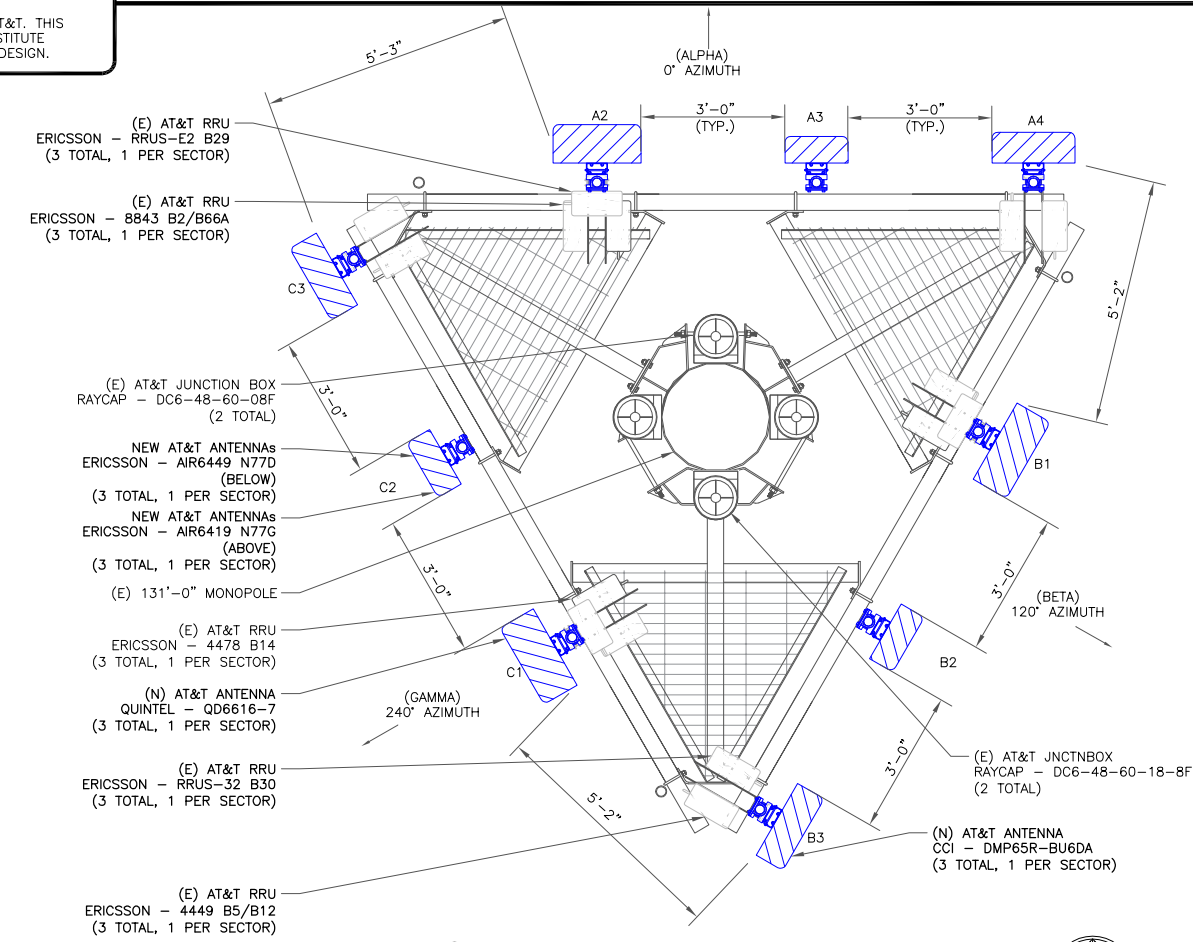 T&T. THIS
STITUTE
DESIGN.
5'-3"
(ALPHA)
0° AZIMUTH
(E) AT&T RRU
ERICSSON – RRUS-E2 B29
(3 TOTAL, 1 PER SECTOR)
A2
3'-0"
(TYP.)
A3
3'-0"
(TYP.)
A4
(E) AT&T RRU
ERICSSON – 8843 B2/B66A
(3 TOTAL, 1 PER SECTOR)
C3
5'-2"
(E) AT&T JUNCTION BOX
RAYCAP – DC6-48-60-08F
(2 TOTAL)
3'-0"
NEW AT&T ANTENNAs
ERICSSON – AIR6449 N77D
(BELOW)
(3 TOTAL, 1 PER SECTOR)
C2
B1
NEW AT&T ANTENNAs
ERICSSON – AIR6419 N77G
(ABOVE)
(3 TOTAL, 1 PER SECTOR)
3'-0"
3'-0"
(E) 131'-0" MONOPOLE
(BETA)
120° AZIMUTH
(E) AT&T RRU
ERICSSON – 4478 B14
(3 TOTAL, 1 PER SECTOR)
C1
B2
(N) AT&T ANTENNA
QUINTEL – QD6616-7
(3 TOTAL, 1 PER SECTOR)
(GAMMA)
240° AZIMUTH
3'-0"
(E) AT&T JNCTNBOX
RAYCAP – DC6-48-60-18-8F
(2 TOTAL)
(E) AT&T RRU
ERICSSON – RRUS-32 B30
(3 TOTAL, 1 PER SECTOR)
5'-2"
B3
(N) AT&T ANTENNA
CCI – DMP65R-BU6DA
(3 TOTAL, 1 PER SECTOR)
(E) AT&T RRU
ERICSSON – 4449 B5/B12
(3 TOTAL, 1 PER SECTOR)